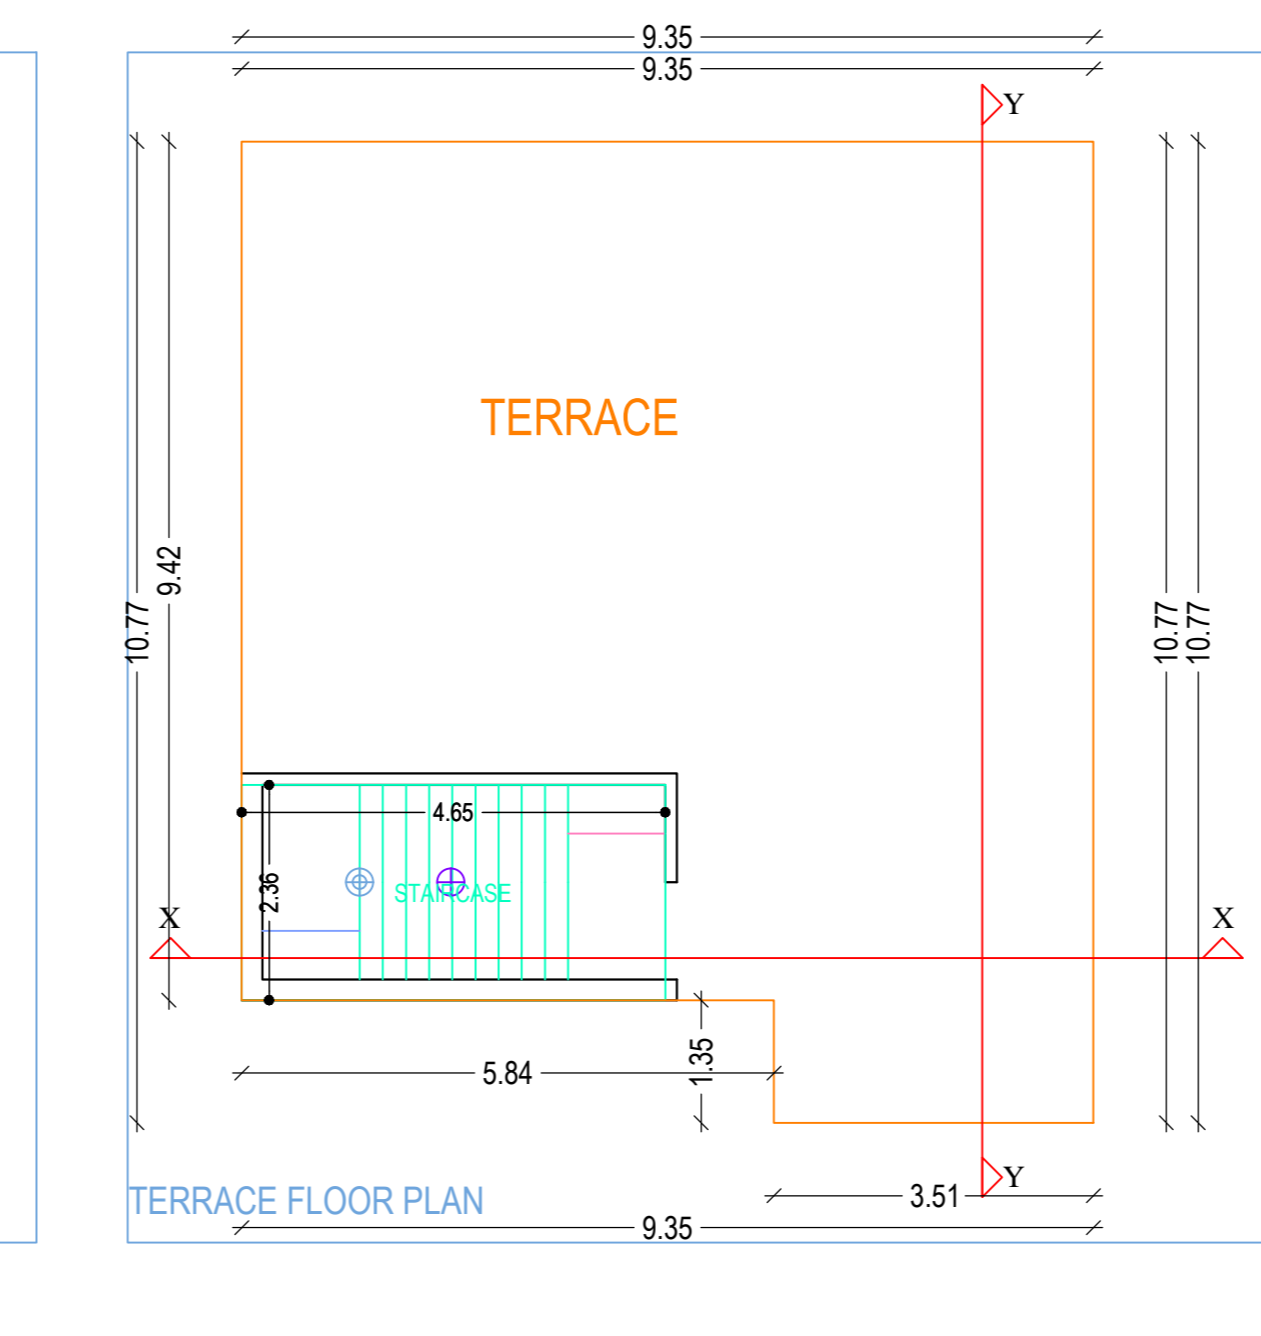 9.35
9.35
Y
TERRACE
9.42
10.77
10.77
10.77
4.65
2.36
STAIRCASE
X
X
1.35
5.84
Y
3.51
TERRACE FLOOR PLAN
9.35